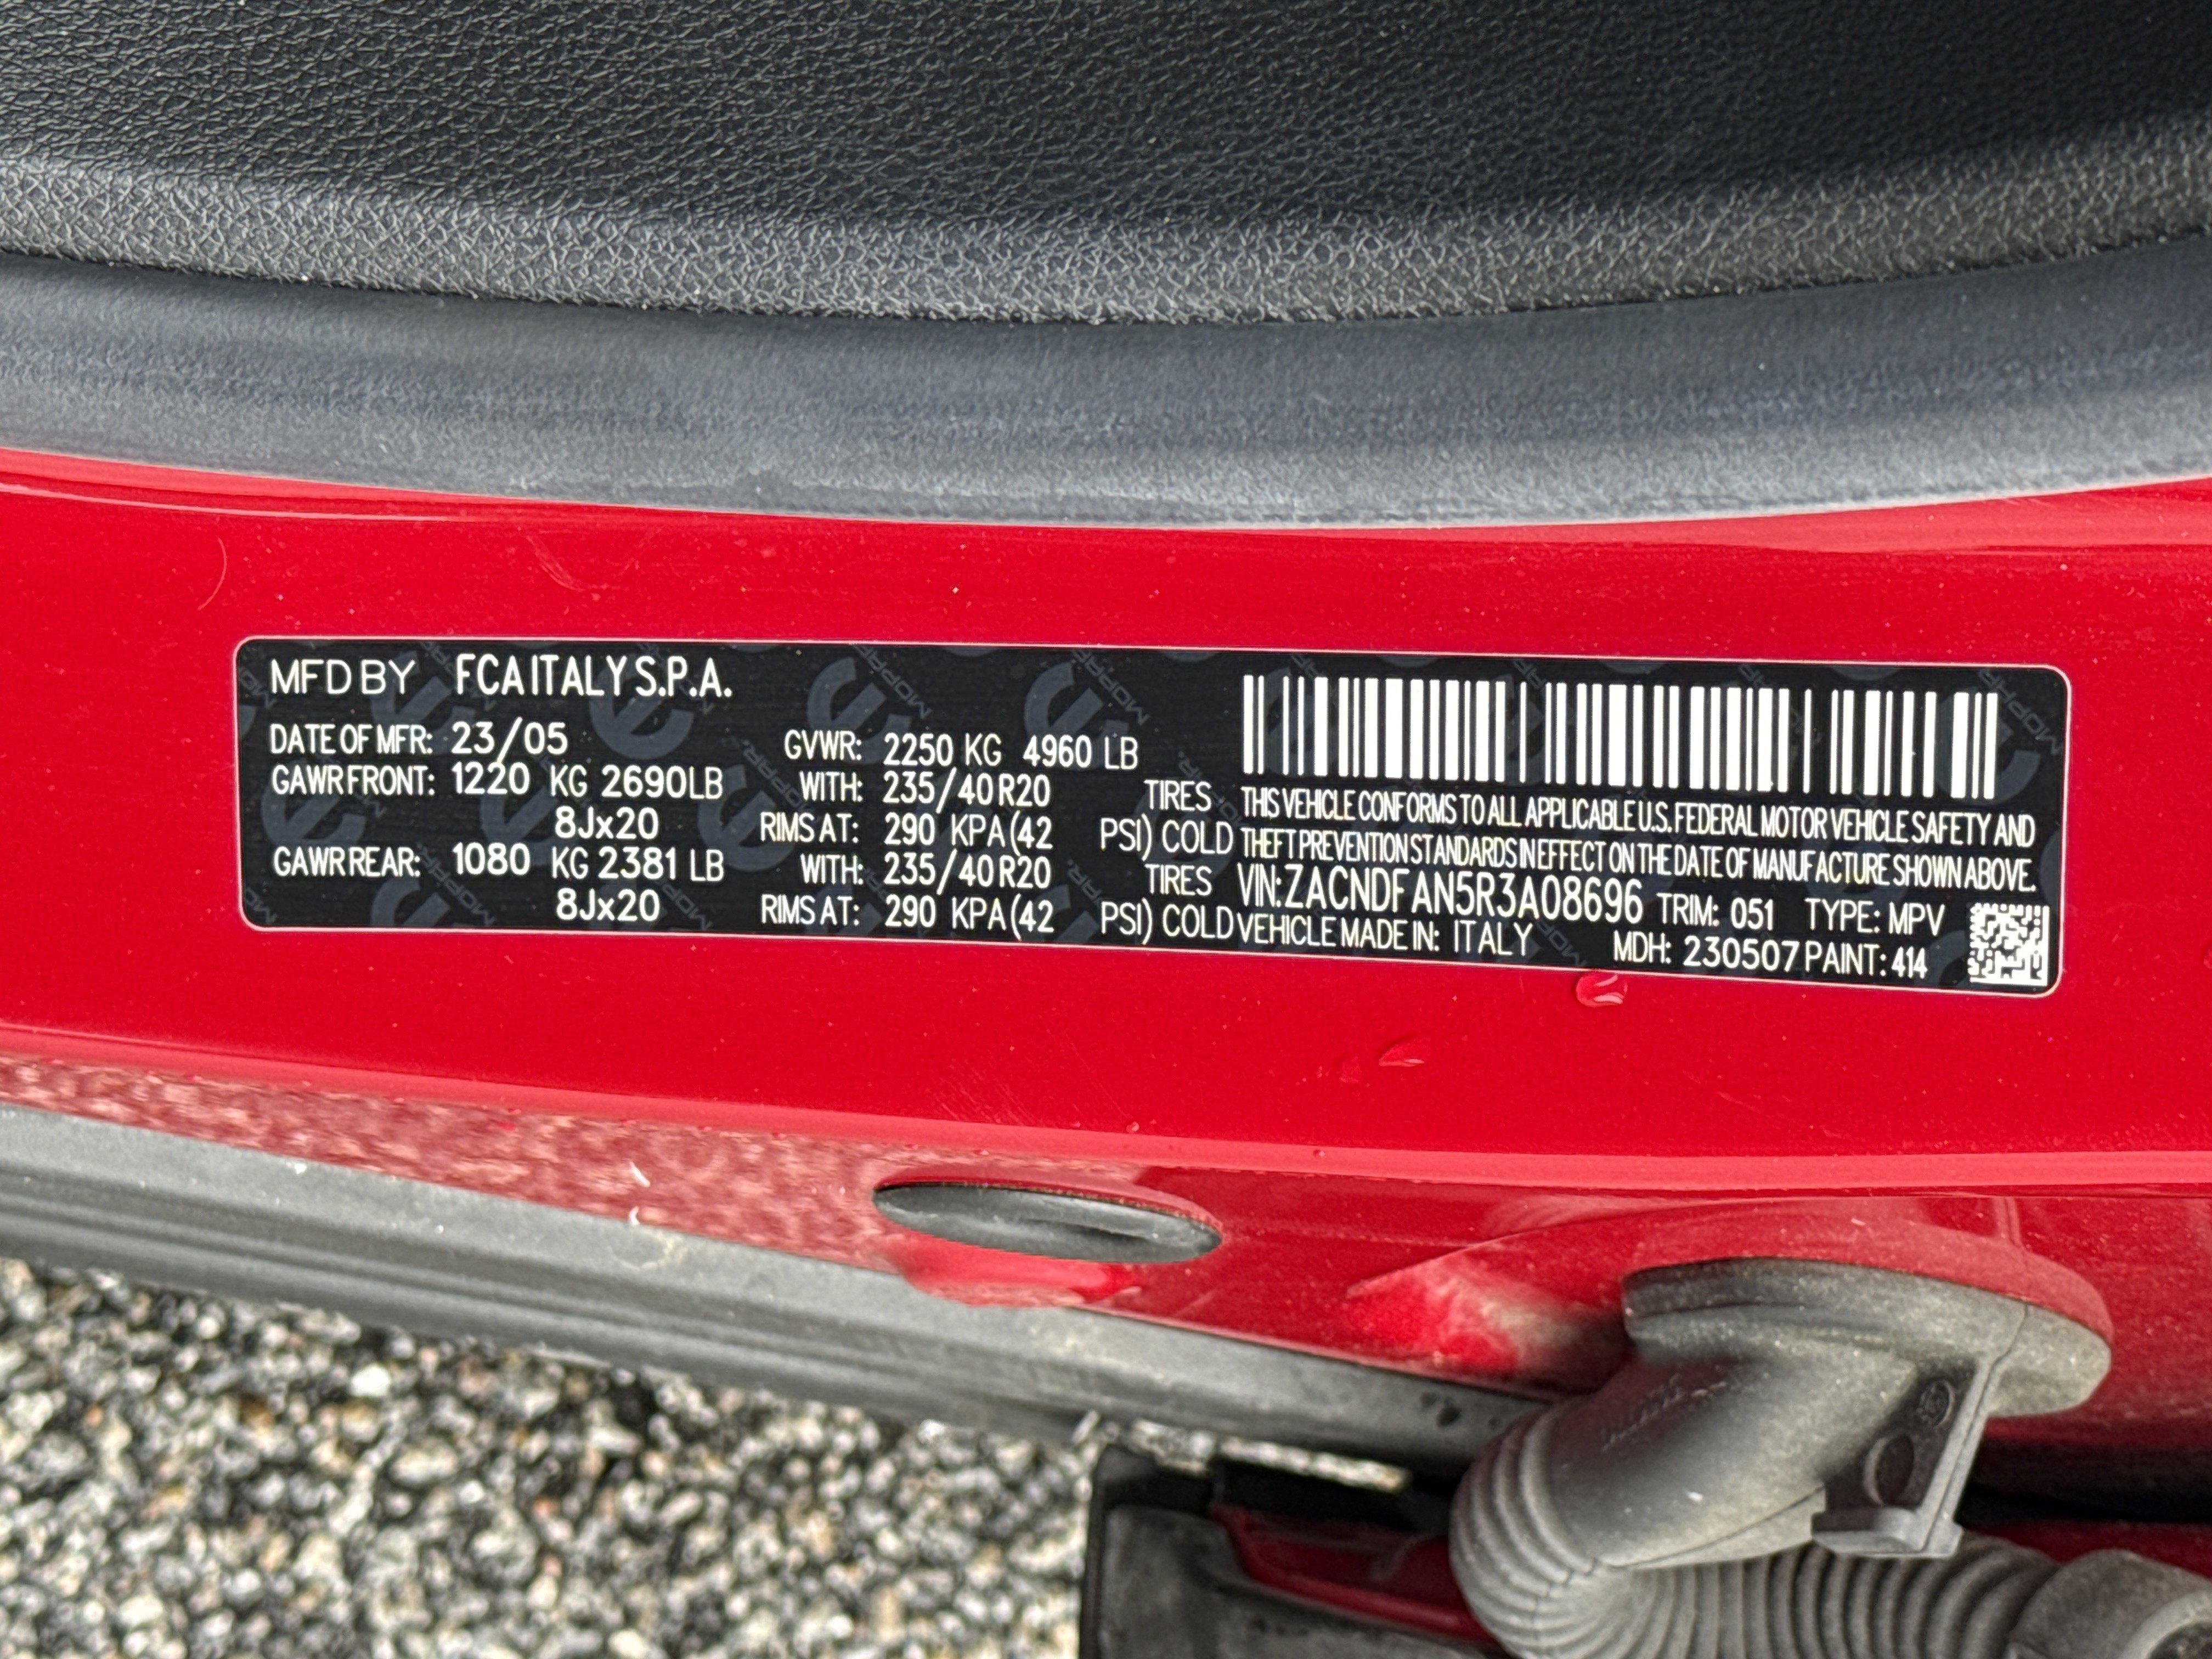 MFD BY FCA ITALY S.P.A.
DATE OF MFR: 23/05 GVWR: 2250 KG 4960 LB
GAWR FRONT: 1220 KG 2690LB WITH: 235/40 R20 TIRES
8Jx20 RIMS AT: 290 KPA(42 PSI) COLD
GAWR REAR: 1080 KG 2381 LB WITH: 235/40 R20 TIRES
8Jx20 RIMS AT: 290 KPA(42 PSI) COLD
THIS VEHICLE CONFORMS TO ALL APPLICABLE U.S. FEDERAL MOTOR VEHICLE SAFETY AND
THEFT PREVENTION STANDARDS IN EFFECT ON THE DATE OF MANUFACTURE SHOWN ABOVE.
VIN:ZACNDFAN5R3A08696 TRIM: 051 TYPE: MPV
VEHICLE MADE IN: ITALY MDH: 230507 PAINT: 414
MOPAR